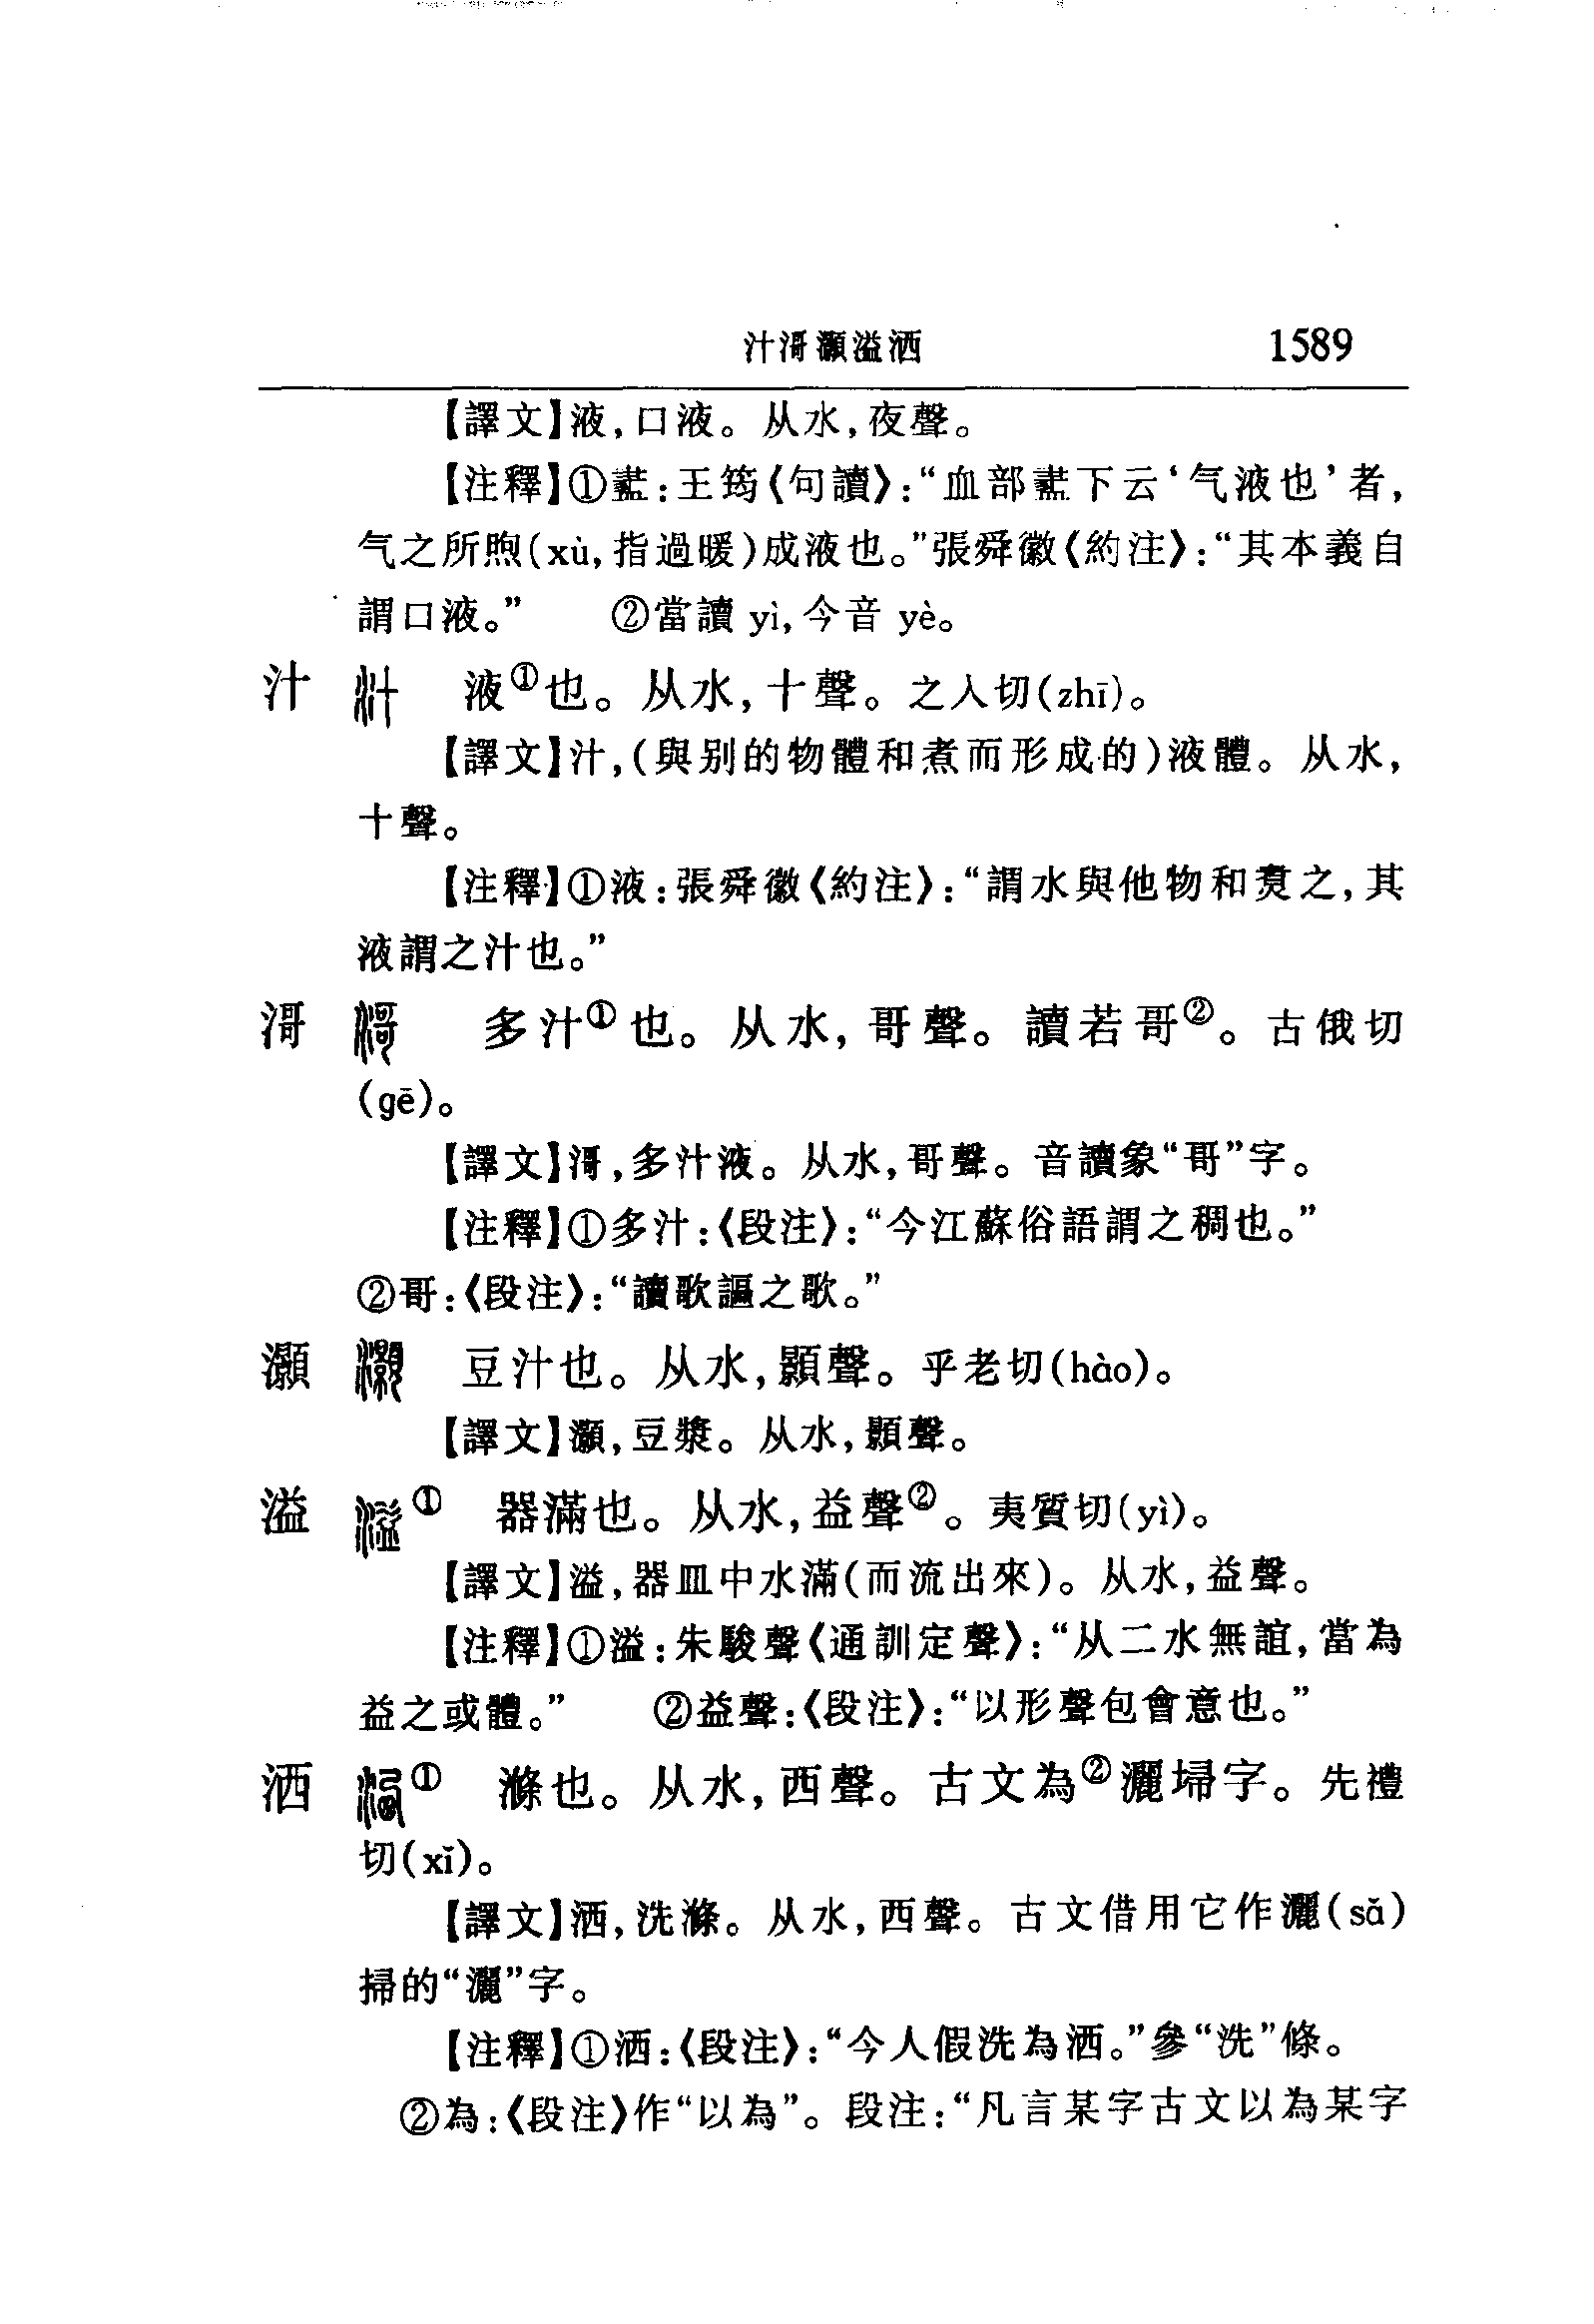 汁滒灝溢洒 1589
【譯文】液,口液。从水,夜聲。
【注釋】①衁:王筠《句讀》:“血部下云‘气液也’者,
气之所煦(xù,指過暖)成液也。”張舜徽《約注》:“其本義自
謂口液。” ②當讀 yì,今音 yè。
汁 液①也。从水,十聲。之入切(zhī)。
【譯文】汁,(與别的物體和煮而形成的)液體。从水,
十聲。
【注釋】①液:張舜徽《約注》:“謂水與他物和煑之,其
液謂之汁也。”
滒 多汁①也。从水,哥聲。讀若哥②。古俄切
(gē)。
【譯文】滒,多汁液。从水,哥聲。音讀象“哥”字。
【注釋】①多汁:《段注》:“今江蘇俗語謂之稠也。”
②哥:《段注》:“讀歌謳之歌。”
灝 豆汁也。从水,顥聲。乎老切(hào)。
【譯文】灝,豆漿。从水,顥聲。
溢① 器滿也。从水,益聲②。夷質切(yì)。
【譯文】溢,器皿中水滿(而流出來)。从水,益聲。
【注釋】①溢:朱駿聲《通訓定聲》:“从二水無誼,當為
益之或體。” ②益聲:《段注》:“以形聲包會意也。”
洒① 滌也。从水,西聲。古文為②灑埽字。先禮
切(xǐ)。
【譯文】洒,洗滌。从水,西聲。古文借用它作灑(sǎ)
掃的“灑”字。
【注釋】①洒:《段注》:“今人假洗為洒。”參“洗”條。
②為:《段注》作“以為”。段注:“凡言某字古文以為某字